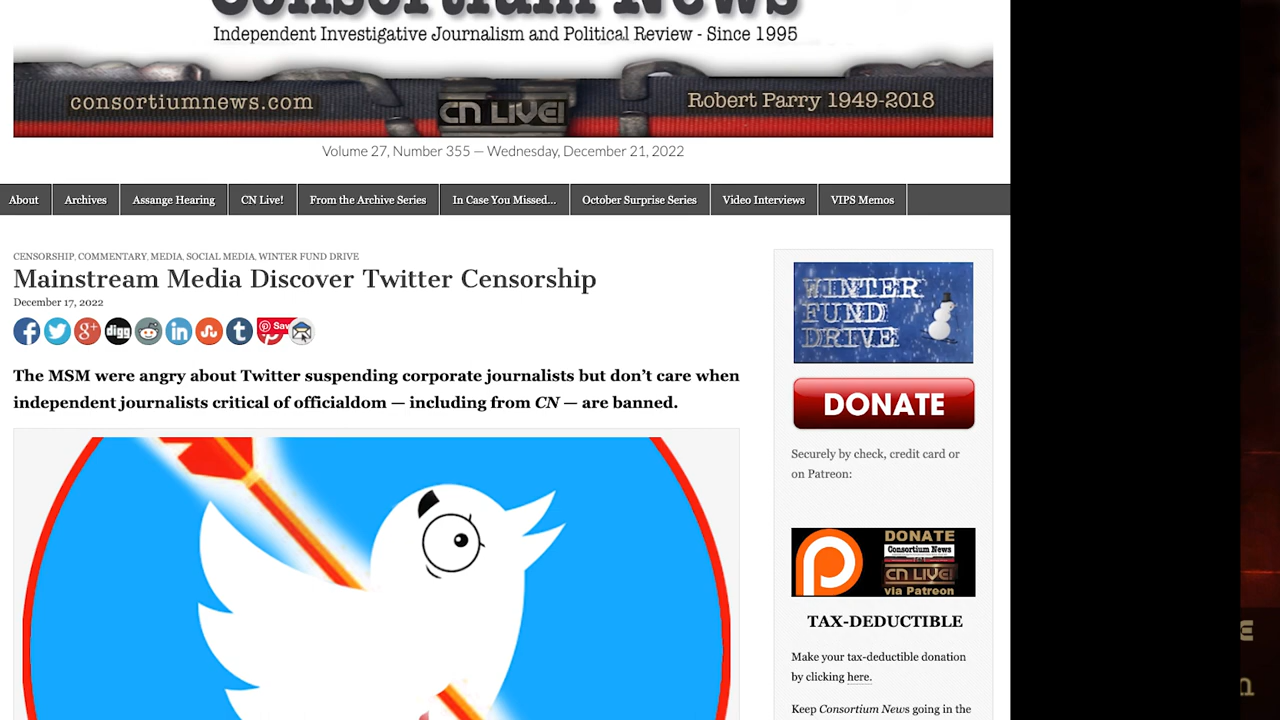 Consortium News
Independent Investigative Journalism and Political Review - Since 1995
consortiumnews.com
CN LIVE!
Robert Parry 1949-2018
Volume 27, Number 355 — Wednesday, December 21, 2022
About
Archives
Assange Hearing
CN Live!
From the Archive Series
In Case You Missed...
October Surprise Series
Video Interviews
VIPS Memos
CENSORSHIP, COMMENTARY, MEDIA, SOCIAL MEDIA, WINTER FUND DRIVE
Mainstream Media Discover Twitter Censorship
December 17, 2022
digg
Save
The MSM were angry about Twitter suspending corporate journalists but don't care when
independent journalists critical of officialdom — including from CN — are banned.
WINTER
FUND
DRIVE
DONATE
Securely by check, credit card or
on Patreon:
DONATE
Consortium News
CN LIVE!
via Patreon
TAX-DEDUCTIBLE
Make your tax-deductible donation
by clicking here.
Keep Consortium News going in the